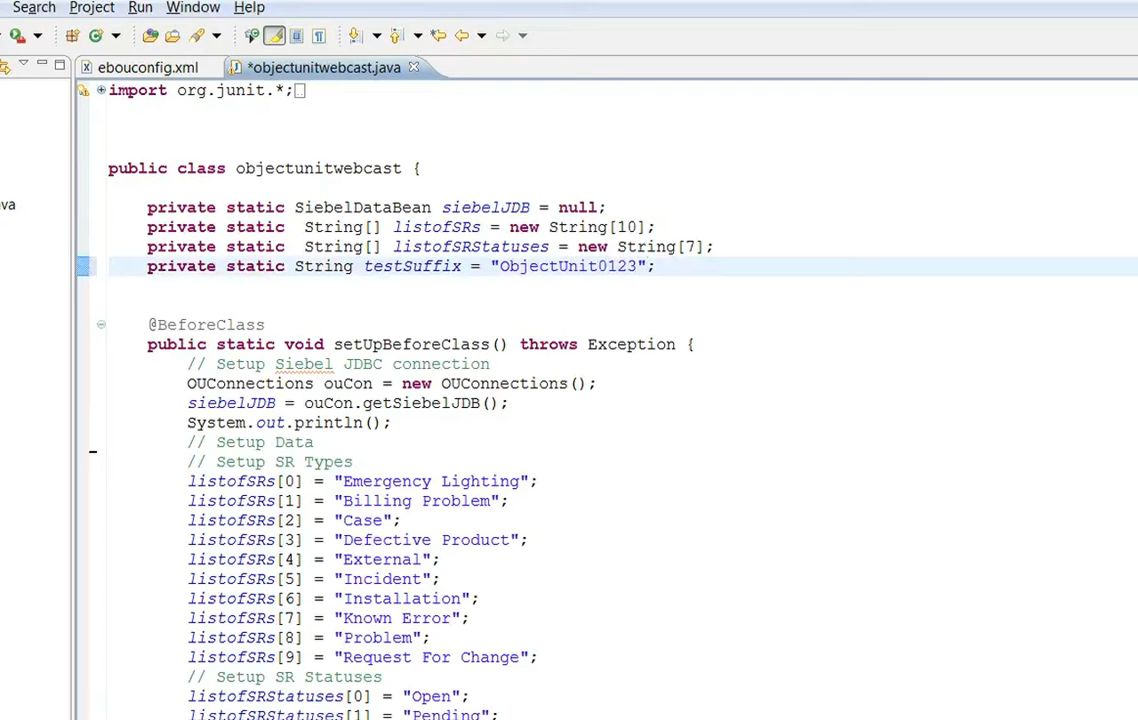 Search Project Run Window Help
ebouconfig.xml *objectunitwebcast.java
import org.junit.*;
public class objectunitwebcast {
va
private static SiebelDataBean siebelJDB = null;
private static String[] listofSRs = new String[10];
private static String[] listofSRStatuses = new String[7];
private static String testSuffix = "ObjectUnit0123";
@BeforeClass
public static void setUpBeforeClass() throws Exception {
// Setup Siebel JDBC connection
OUConnections ouCon = new OUConnections();
siebelJDB = ouCon.getSiebelJDB();
System.out.println();
// Setup Data
// Setup SR Types
listofSRs[0] = "Emergency Lighting";
listofSRs[1] = "Billing Problem";
listofSRs[2] = "Case";
listofSRs[3] = "Defective Product";
listofSRs[4] = "External";
listofSRs[5] = "Incident";
listofSRs[6] = "Installation";
listofSRs[7] = "Known Error";
listofSRs[8] = "Problem";
listofSRs[9] = "Request For Change";
// Setup SR Statuses
listofSRStatuses[0] = "Open";
listofSRStatuses[1] = "Pending";